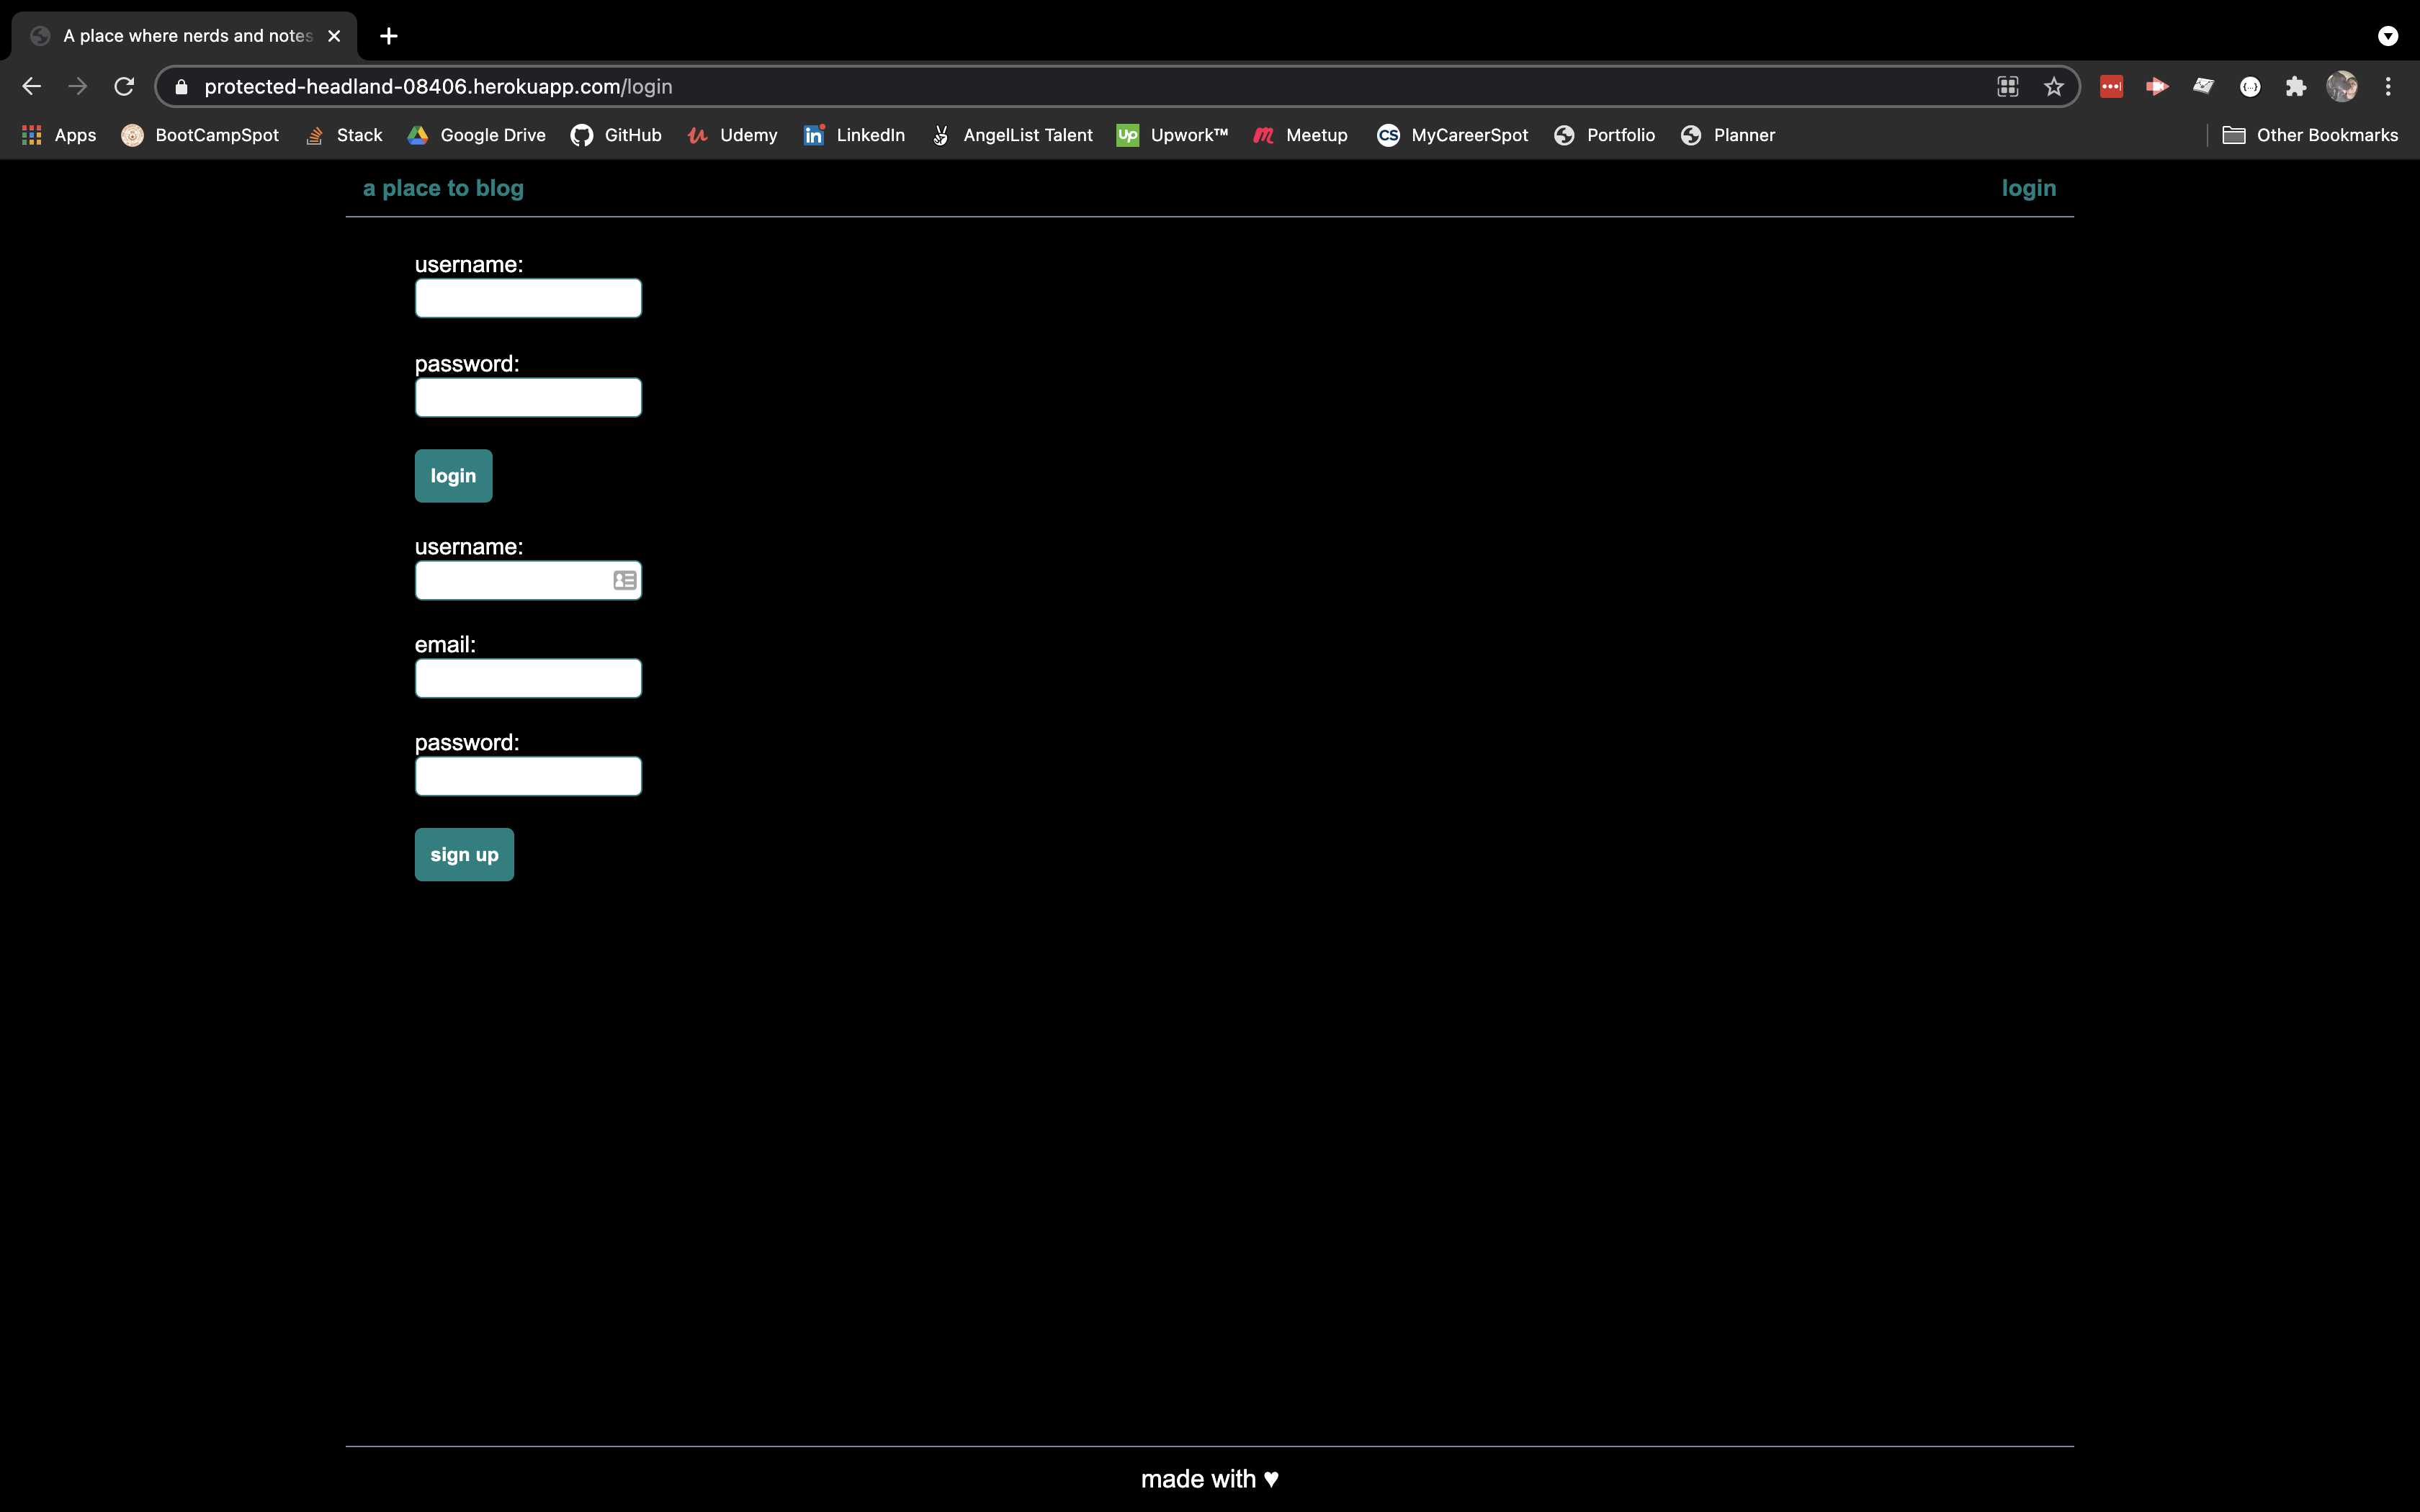 A place where nerds and notes
protected-headland-08406.herokuapp.com/login
Apps BootCampSpot Stack Google Drive GitHub Udemy LinkedIn AngelList Talent Upwork™ Meetup MyCareerSpot Portfolio Planner Other Bookmarks
a place to blog login
username:
password:
login
username:
email:
password:
sign up
made with ♥